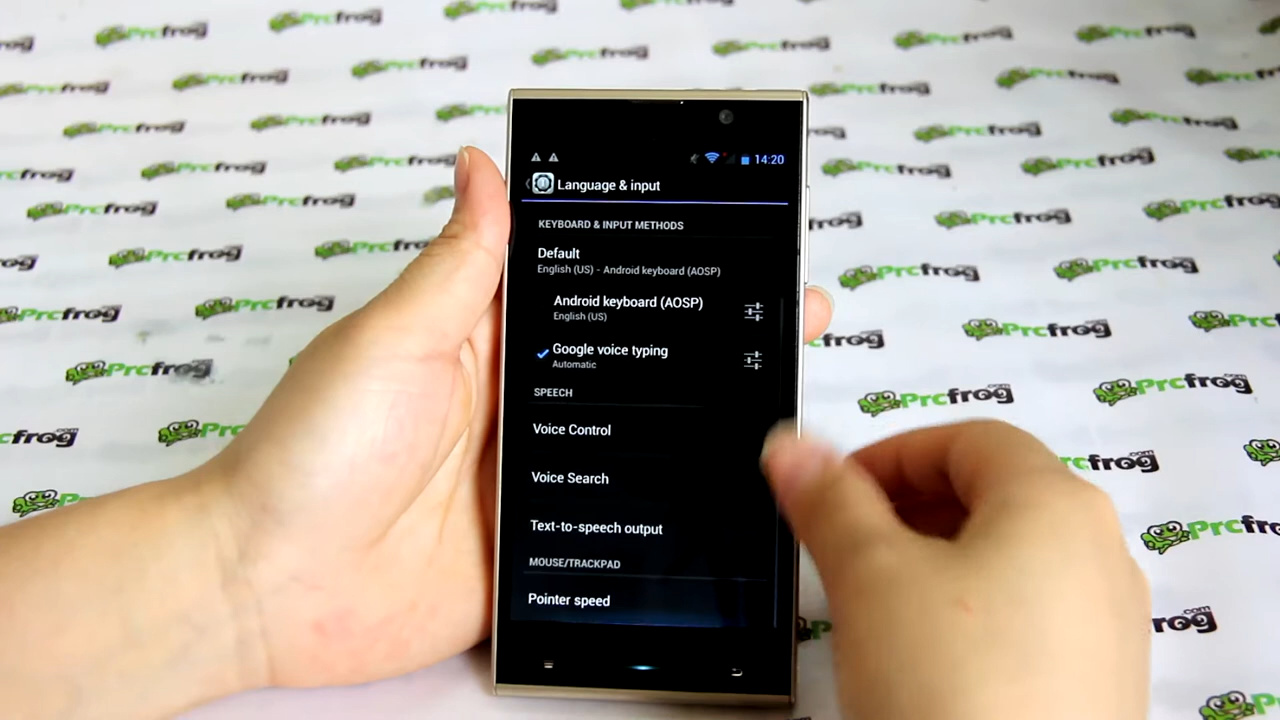 14:20
Language & input
KEYBOARD & INPUT METHODS
Default
English (US) - Android keyboard (AOSP)
Android keyboard (AOSP)
English (US)
Google voice typing
Automatic
SPEECH
Voice Control
Voice Search
Text-to-speech output
MOUSE/TRACKPAD
Pointer speed
Prcfrog
.com